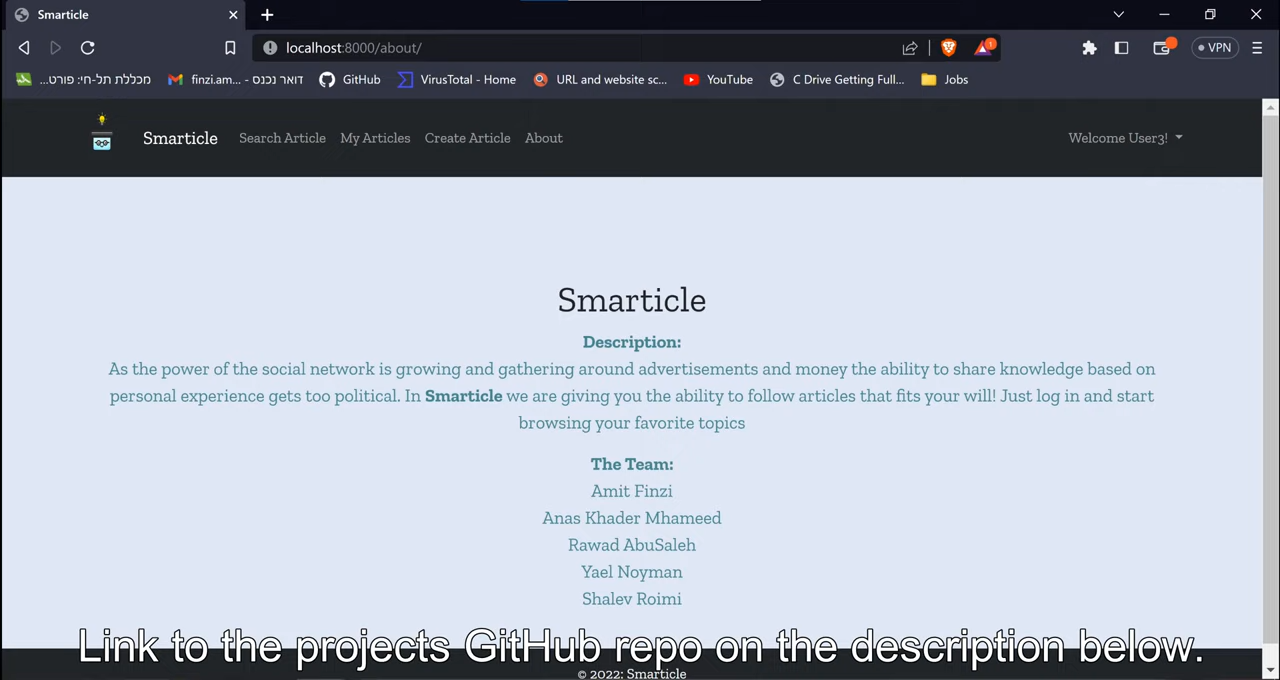 Smarticle
localhost:8000/about/
VPN
מכללת תל-חי: פורט...
דואר נכנס - finzi.am...
GitHub
VirusTotal - Home
URL and website sc...
YouTube
C Drive Getting Full...
Jobs
Smarticle
Search Article
My Articles
Create Article
About
Welcome User3!
Smarticle
Description:
As the power of the social network is growing and gathering around advertisements and money the ability to share knowledge based on
personal experience gets too political. In Smarticle we are giving you the ability to follow articles that fits your will! Just log in and start
browsing your favorite topics
The Team:
Amit Finzi
Anas Khader Mhameed
Rawad AbuSaleh
Yael Noyman
Shalev Roimi
Link to the projects GitHub repo on the description below.
© 2022: Smarticle